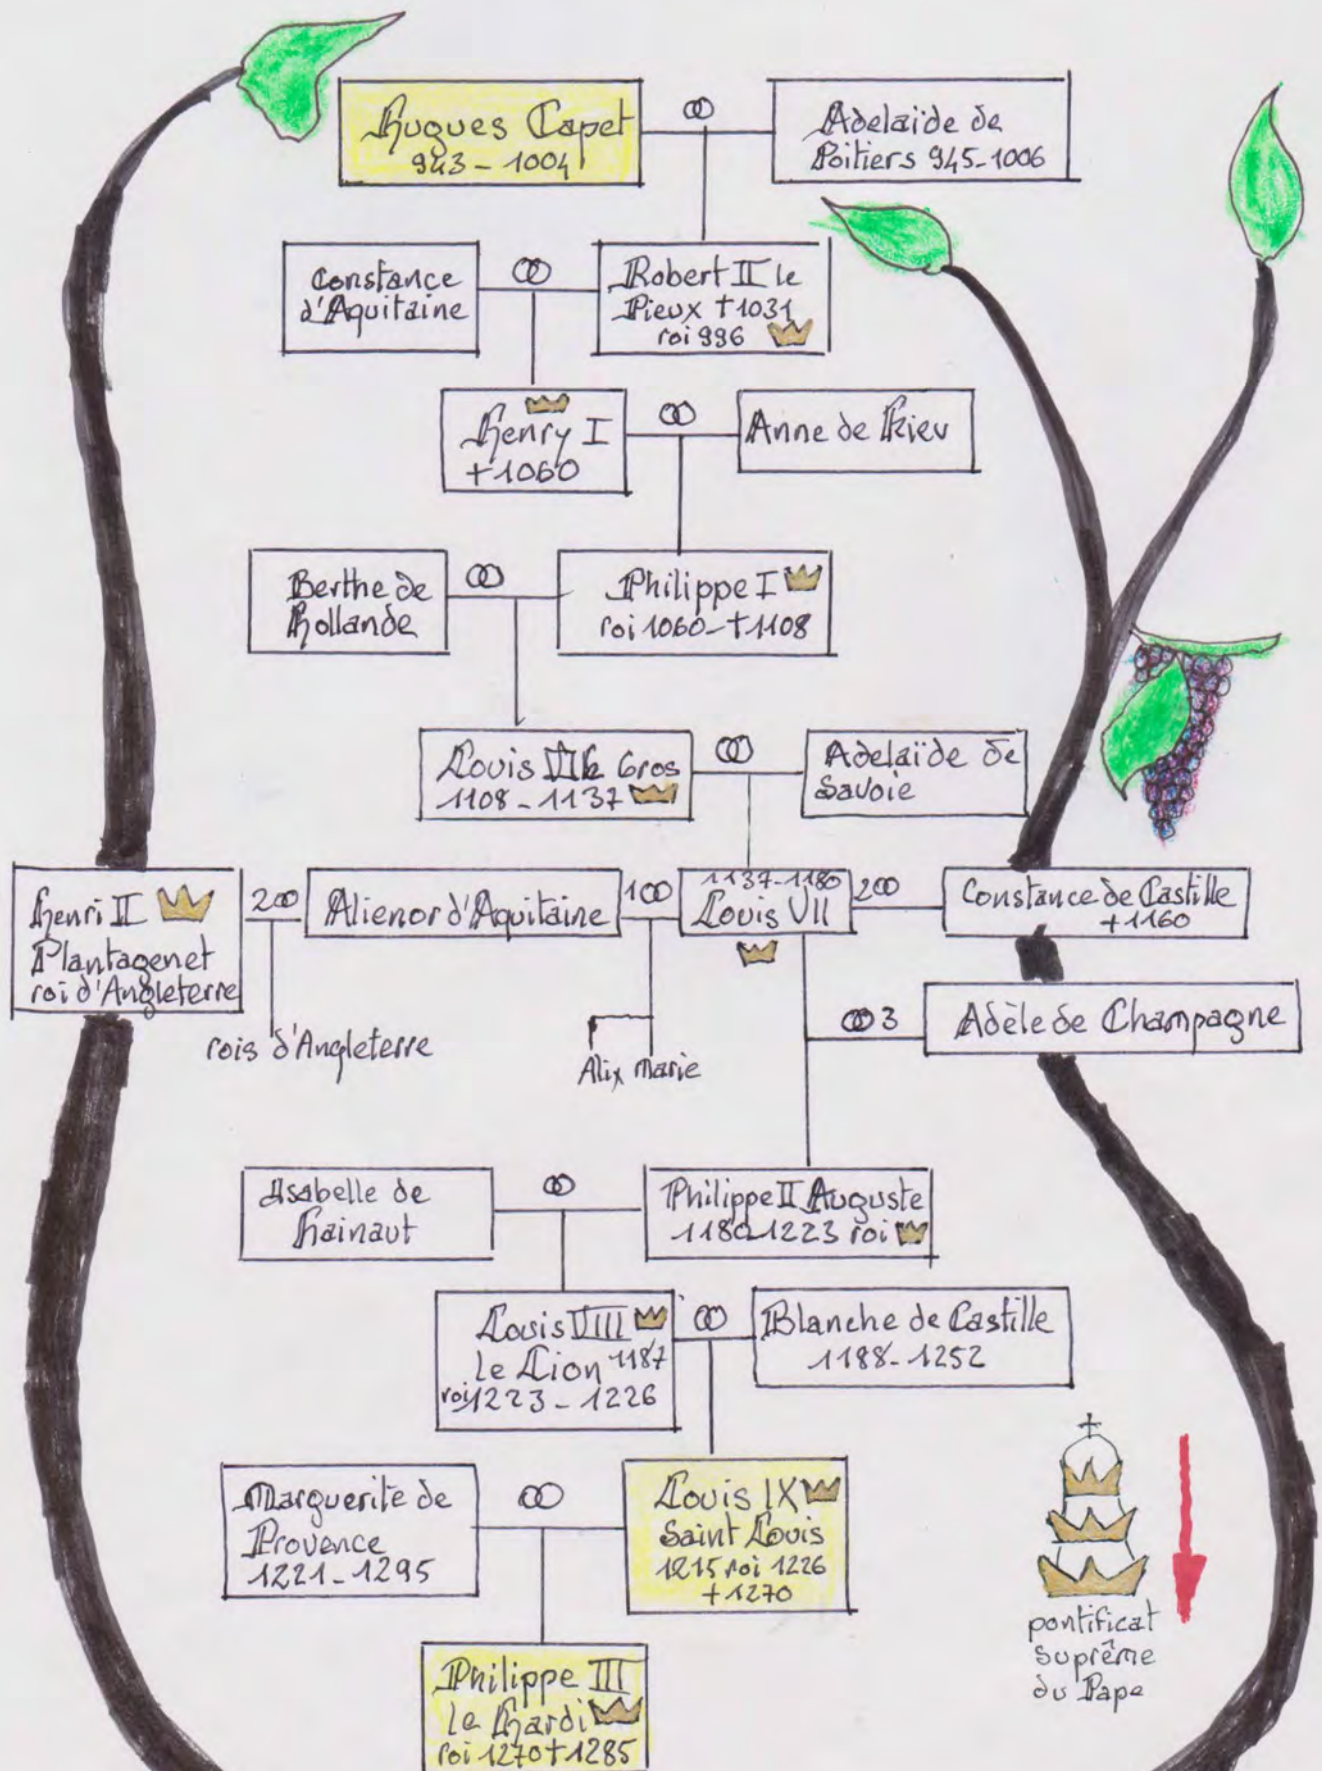 Hugues Capet
943 - 1004
Adelaïde de
Poitiers 945-1006
Constance
d'Aquitaine
Robert II le
Pieux †1031
roi 996
Henry I
+1060
Anne de Kiev
Berthe de
Hollande
Philippe I
roi 1060-†1108
Louis VI le Gros
1108 - 1137
Adelaïde de
Savoie
Henri II
Plantagenet
roi d'Angleterre
2
Alienor d'Aquitaine
1
1137-1180
Louis VII
2
Constance de Castille
+1160
rois d'Angleterre
Alix Marie
3
Adèle de Champagne
Isabelle de
Hainaut
Philippe II Auguste
1180-1223 roi
Louis VIII
le Lion 1187
roi 1223 - 1226
Blanche de Castille
1188-1252
Marguerite de
Provence
1221 - 1295
Louis IX
Saint Louis
1215 roi 1226
+1270
Philippe III
le Hardi
roi 1270 + 1285
pontificat
suprême
du Pape